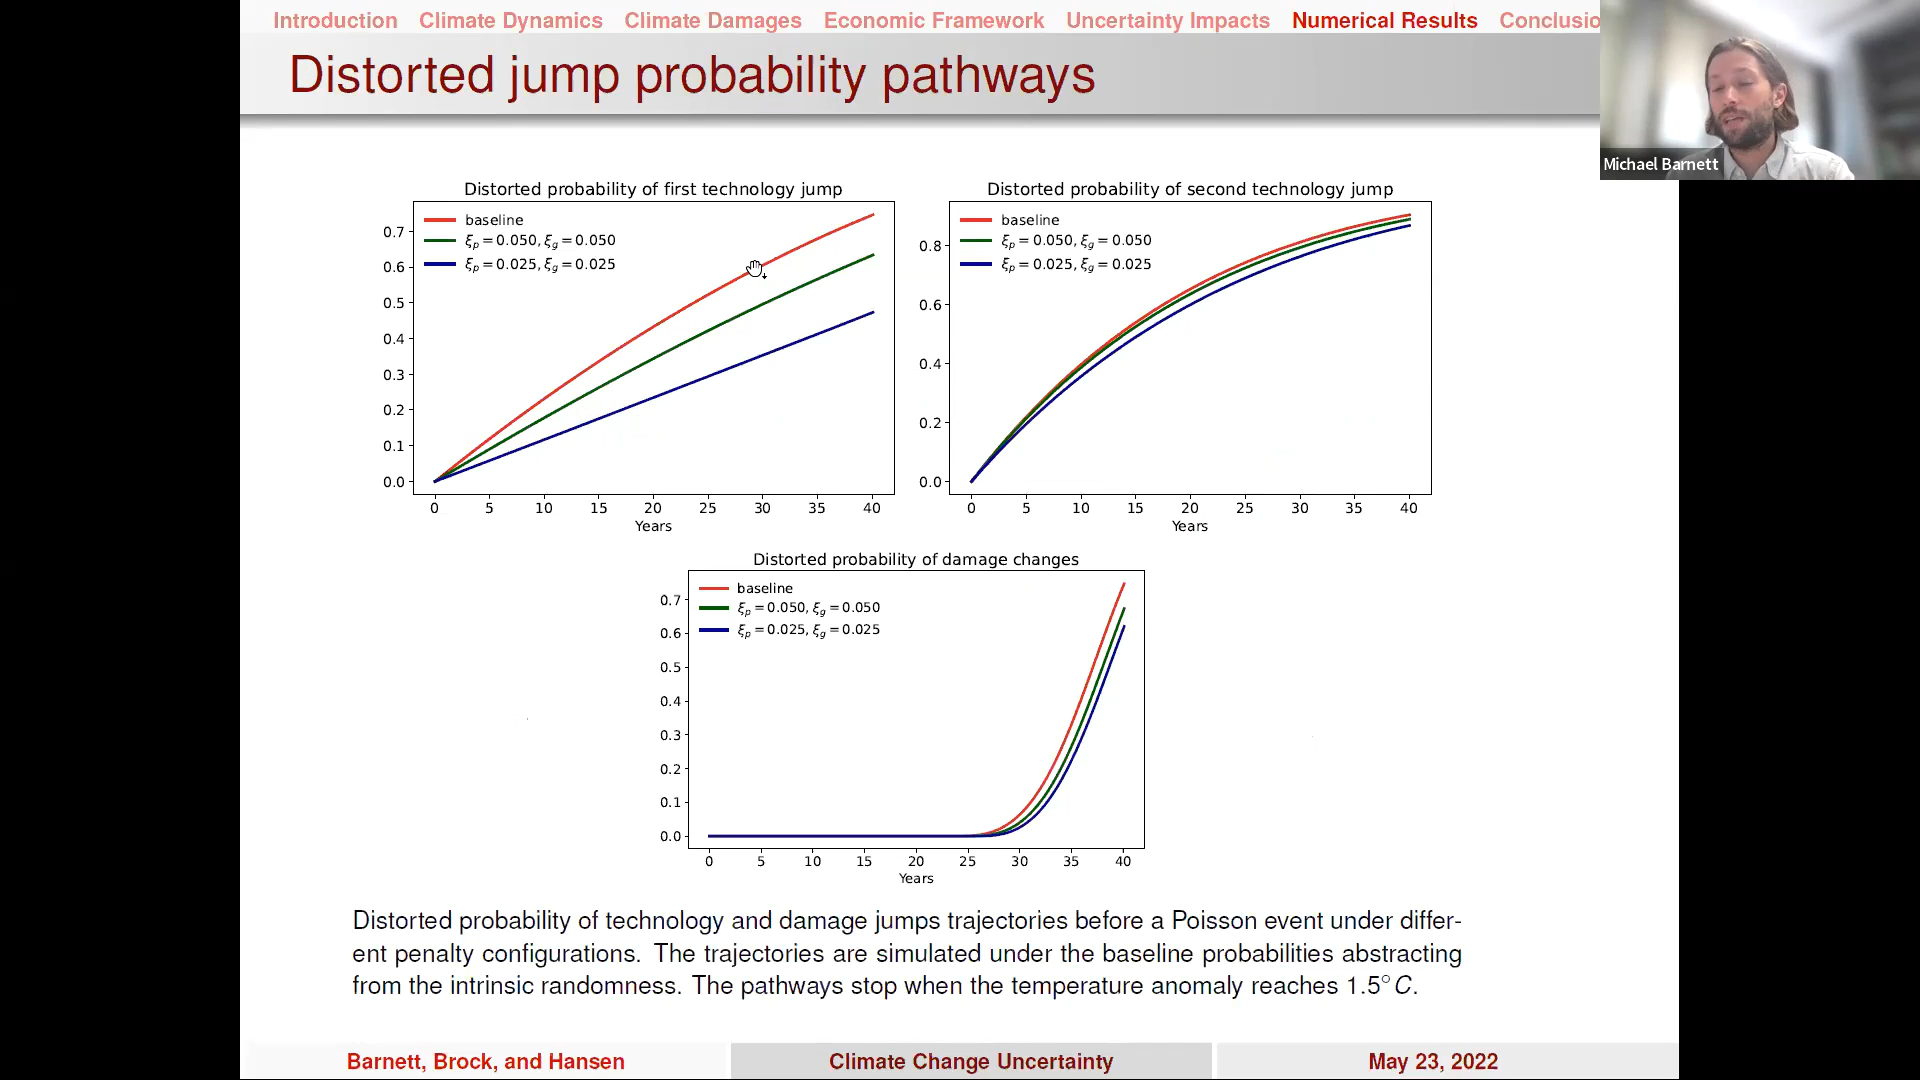 Introduction Climate Dynamics Climate Damages Economic Framework Uncertainty Impacts Numerical Results Conclusio
Distorted jump probability pathways
Michael Barnett
Distorted probability of first technology jump
baseline
ξp = 0.050, ξg = 0.050
ξp = 0.025, ξg = 0.025
0.7
0.6
0.5
0.4
0.3
0.2
0.1
0.0
0 5 10 15 20 25 30 35 40
Years
Distorted probability of second technology jump
baseline
ξp = 0.050, ξg = 0.050
ξp = 0.025, ξg = 0.025
0.8
0.6
0.4
0.2
0.0
0 5 10 15 20 25 30 35 40
Years
Distorted probability of damage changes
baseline
ξp = 0.050, ξg = 0.050
ξp = 0.025, ξg = 0.025
0.7
0.6
0.5
0.4
0.3
0.2
0.1
0.0
0 5 10 15 20 25 30 35 40
Years
Distorted probability of technology and damage jumps trajectories before a Poisson event under differ-
ent penalty configurations. The trajectories are simulated under the baseline probabilities abstracting
from the intrinsic randomness. The pathways stop when the temperature anomaly reaches 1.5°C.
Barnett, Brock, and Hansen Climate Change Uncertainty May 23, 2022